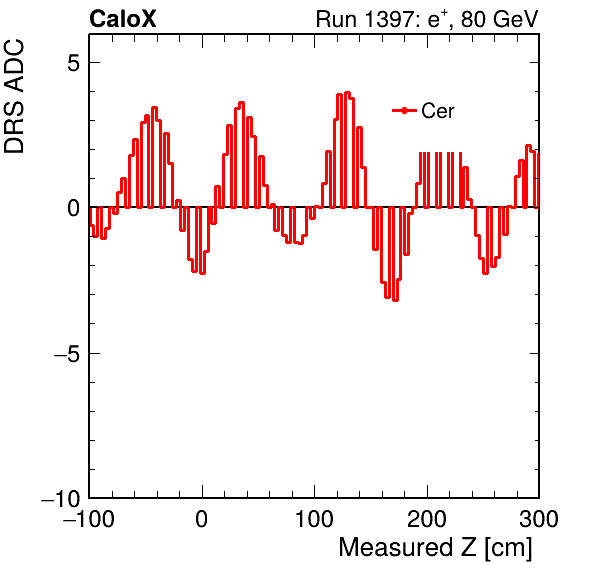 CaloX
Run 1397: e+, 80 GeV
DRS ADC
5
Cer
0
−5
−10
−100 0 100 200 300
Measured Z [cm]